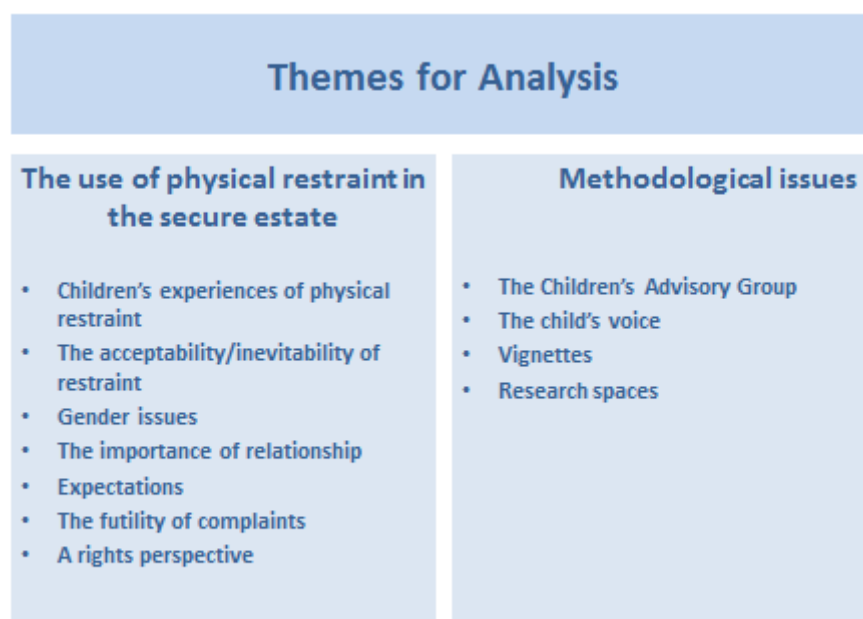 Themes for Analysis
The use of physical restraint in
the secure estate
• Children's experiences of physical
restraint
• The acceptability/inevitability of
restraint
• Gender issues
• The importance of relationship
• Expectations
• The futility of complaints
• A rights perspective
Methodological issues
• The Children's Advisory Group
• The child's voice
• Vignettes
• Research spaces